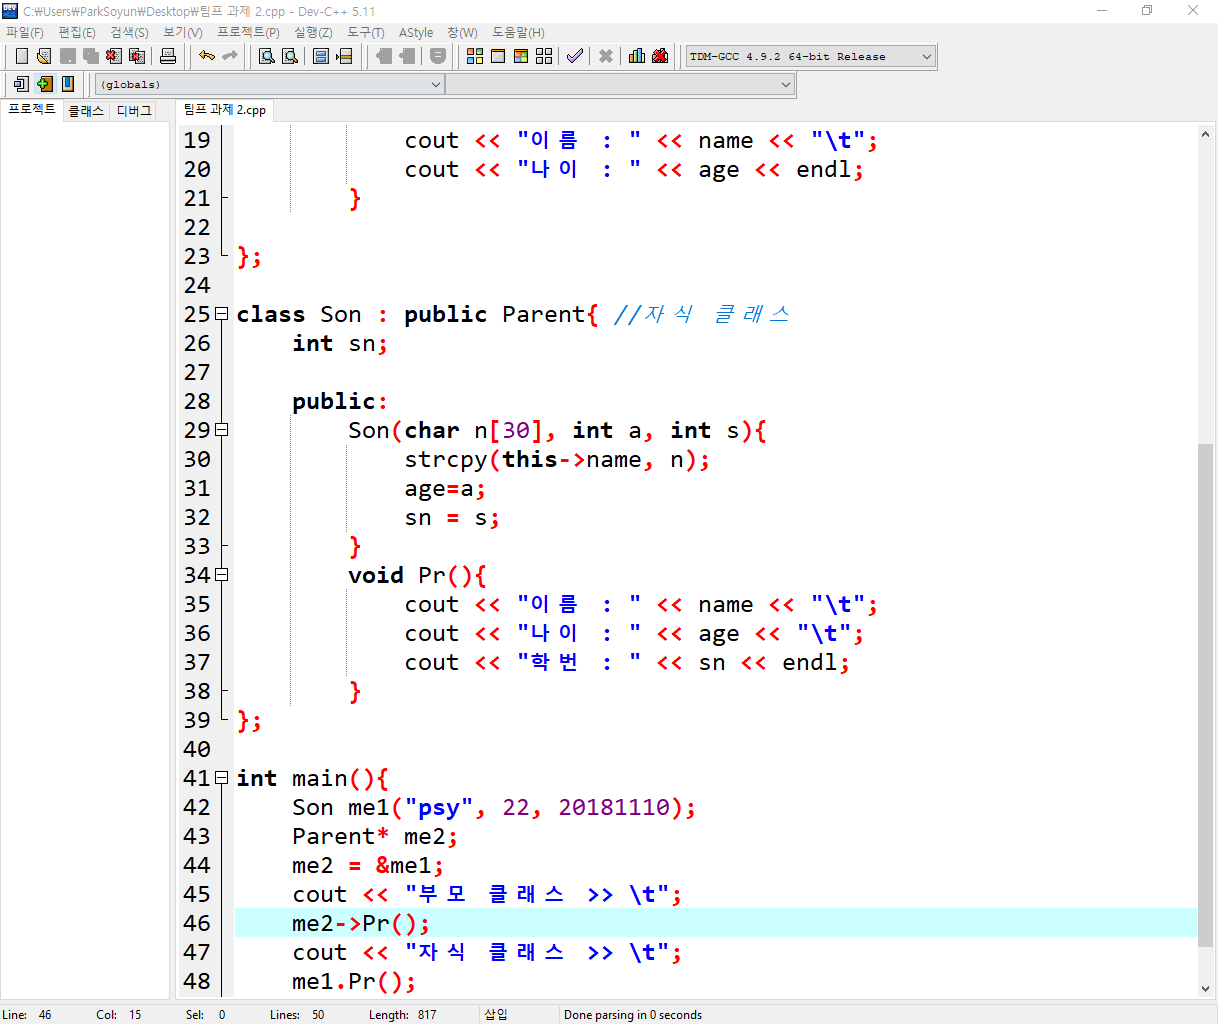 C:₩Users₩ParkSoyun₩Desktop₩팀프 과제 2.cpp - Dev-C++ 5.11
파일(F) 편집(E) 검색(S) 보기(V) 프로젝트(P) 실행(Z) 도구(T) AStyle 창(W) 도움말(H)
TDM-GCC 4.9.2 64-bit Release
(globals)
프로젝트 클래스 디버그 팀프 과제 2.cpp
19 cout << "이름 : " << name << "\t";
20 cout << "나이 : " << age << endl;
21 }
22
23 };
24
25 class Son : public Parent{ //자식 클래스
26 int sn;
27
28 public:
29 Son(char n[30], int a, int s){
30 strcpy(this->name, n);
31 age=a;
32 sn = s;
33 }
34 void Pr(){
35 cout << "이름 : " << name << "\t";
36 cout << "나이 : " << age << "\t";
37 cout << "학번 : " << sn << endl;
38 }
39 };
40
41 int main(){
42 Son me1("psy", 22, 20181110);
43 Parent* me2;
44 me2 = &me1;
45 cout << "부모 클래스 >> \t";
46 me2->Pr();
47 cout << "자식 클래스 >> \t";
48 me1.Pr();
Line: 46 Col: 15 Sel: 0 Lines: 50 Length: 817 삽입 Done parsing in 0 seconds